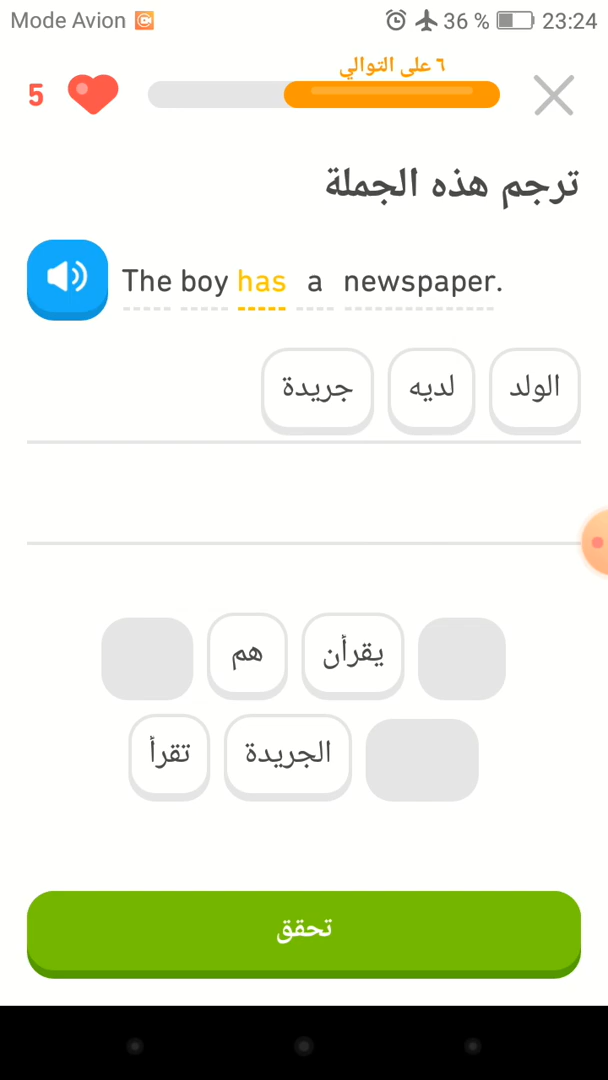 Mode Avion 36 % 23:24
٦ على التوالي
5
ترجم هذه الجملة
The boy has a newspaper.
الولد لديه جريدة
يقرأن هم
الجريدة تقرأ
تحقق